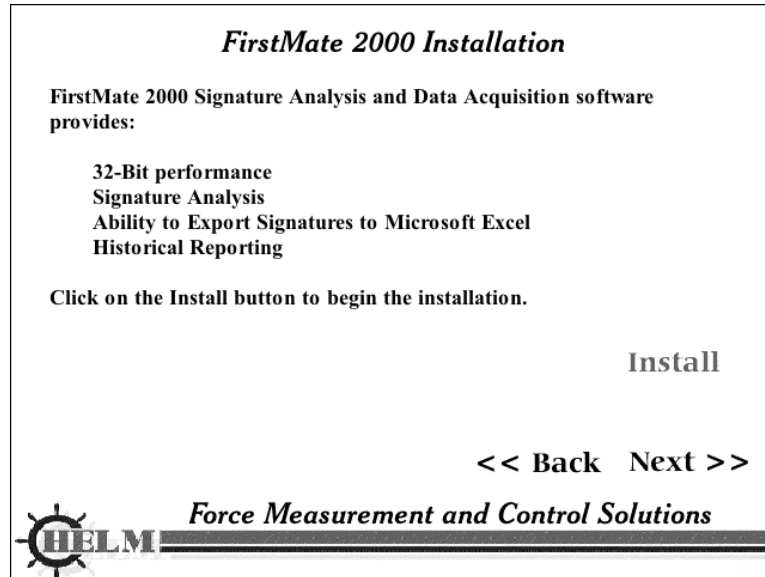 FirstMate 2000 Installation
FirstMate 2000 Signature Analysis and Data Acquisition software
provides:
32-Bit performance
Signature Analysis
Ability to Export Signatures to Microsoft Excel
Historical Reporting
Click on the Install button to begin the installation.
Install
<< Back Next >>
Force Measurement and Control Solutions
HELM